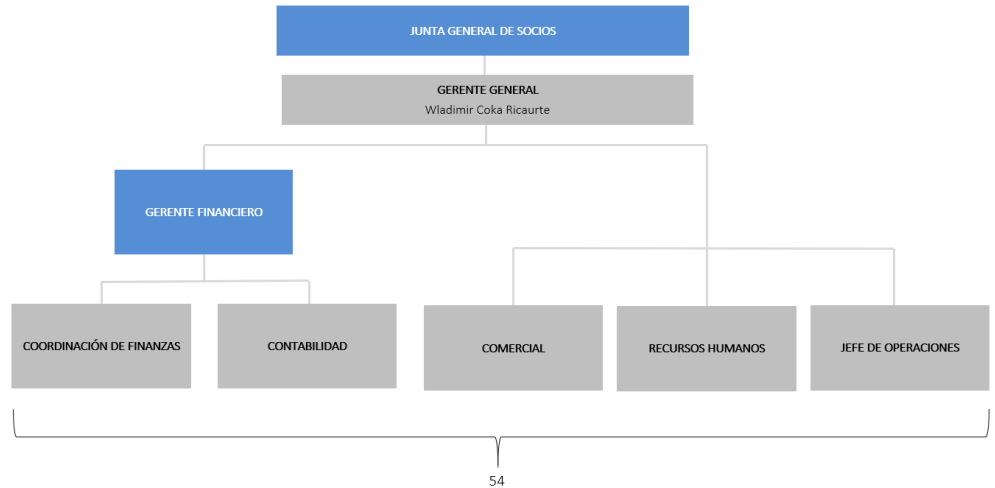 JUNTA GENERAL DE SOCIOS
GERENTE GENERAL
Wladimir Coka Ricaurte
GERENTE FINANCIERO
COORDINACIÓN DE FINANZAS
CONTABILIDAD
COMERCIAL
RECURSOS HUMANOS
JEFE DE OPERACIONES
54